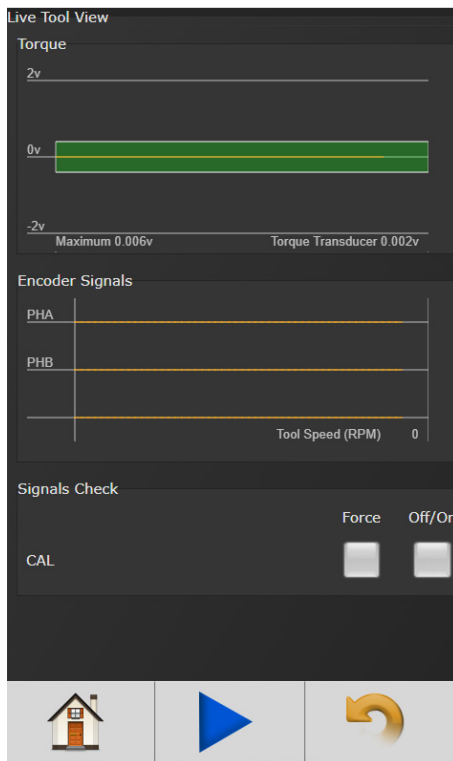 Live Tool View
Torque
2v
0v
-2v
Maximum 0.006v Torque Transducer 0.002v
Encoder Signals
PHA
PHB
Tool Speed (RPM) 0
Signals Check
Force Off/On
CAL